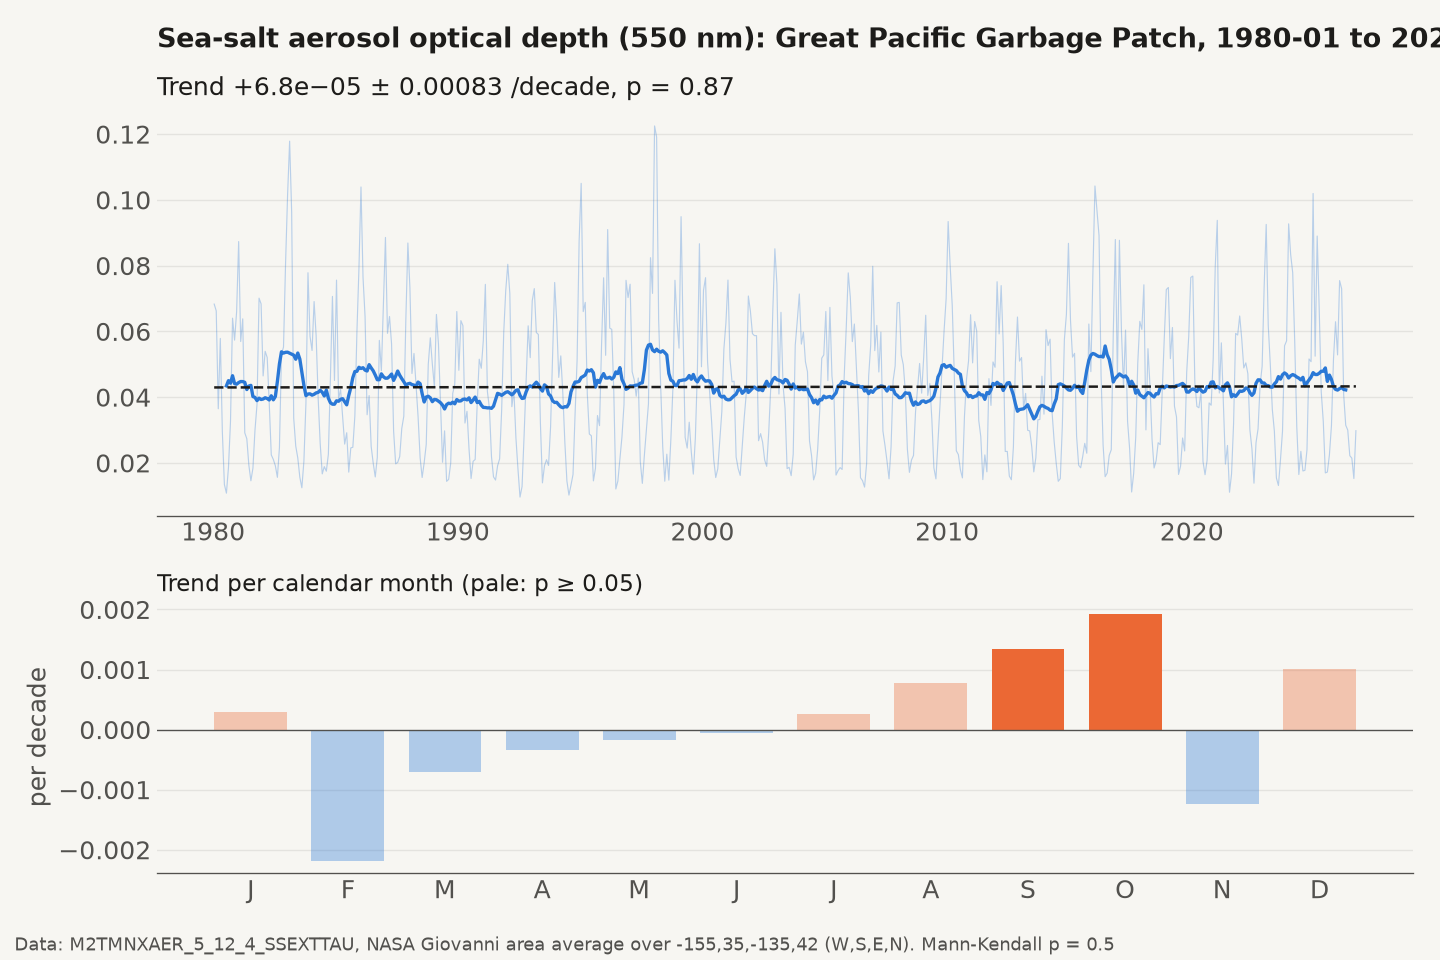 Sea-salt aerosol optical depth (550 nm): Great Pacific Garbage Patch, 1980-01 to 202
Trend +6.8e−05 ± 0.00083 /decade, p = 0.87
0.12
0.10
0.08
0.06
0.04
0.02
1980 1990 2000 2010 2020
Trend per calendar month (pale: p ≥ 0.05)
0.002
0.001
0.000
−0.001
−0.002
per decade
J F M A M J J A S O N D
Data: M2TMNXAER_5_12_4_SSEXTTAU, NASA Giovanni area average over -155,35,-135,42 (W,S,E,N). Mann-Kendall p = 0.5